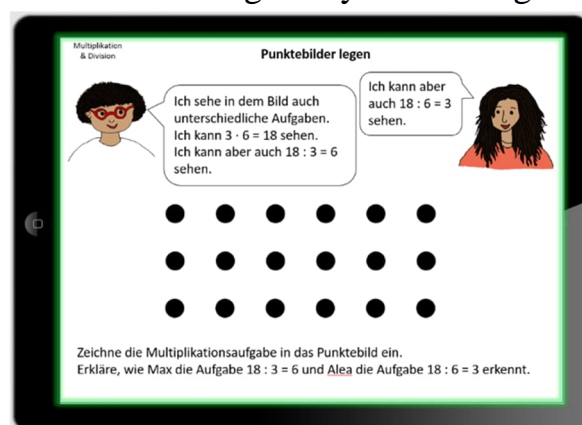 Multiplikation
& Division
Punktebilder legen
Ich sehe in dem Bild auch
unterschiedliche Aufgaben.
Ich kann 3 · 6 = 18 sehen.
Ich kann aber auch 18 : 3 = 6
sehen.
Ich kann aber
auch 18 : 6 = 3
sehen.
Zeichne die Multiplikationsaufgabe in das Punktebild ein.
Erkläre, wie Max die Aufgabe 18 : 3 = 6 und Alea die Aufgabe 18 : 6 = 3 erkennt.